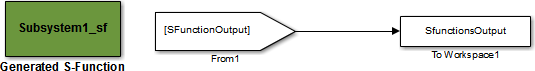 Subsystem1_sf
Generated S-Function
[SFunctionOutput]
From1
SfunctionsOutput
To Workspace1